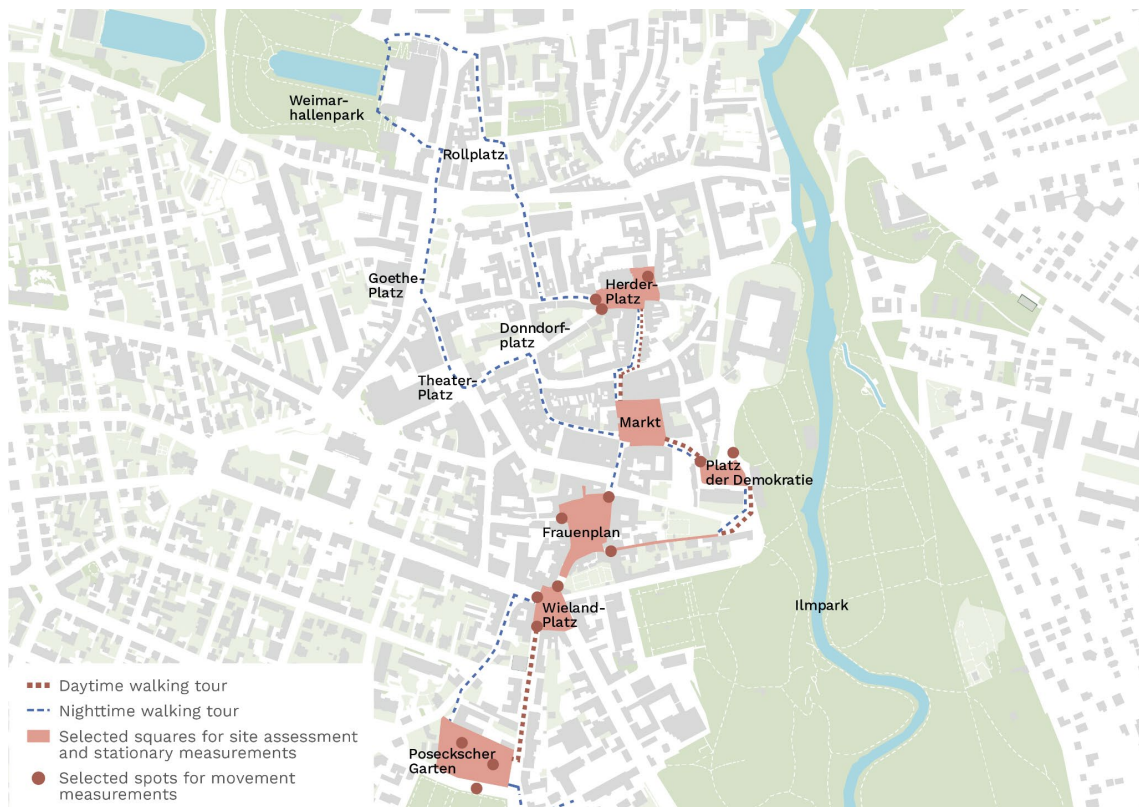 Weimar-
hallenpark
Rollplatz
Goethe-
Platz
Herder-
Platz
Donndorf-
platz
Theater-
Platz
Markt
Platz
der Demokratie
Frauenplan
Wieland-
Platz
Ilmpark
Poseckscher
Garten
Daytime walking tour
Nighttime walking tour
Selected squares for site assessment
and stationary measurements
Selected spots for movement
measurements